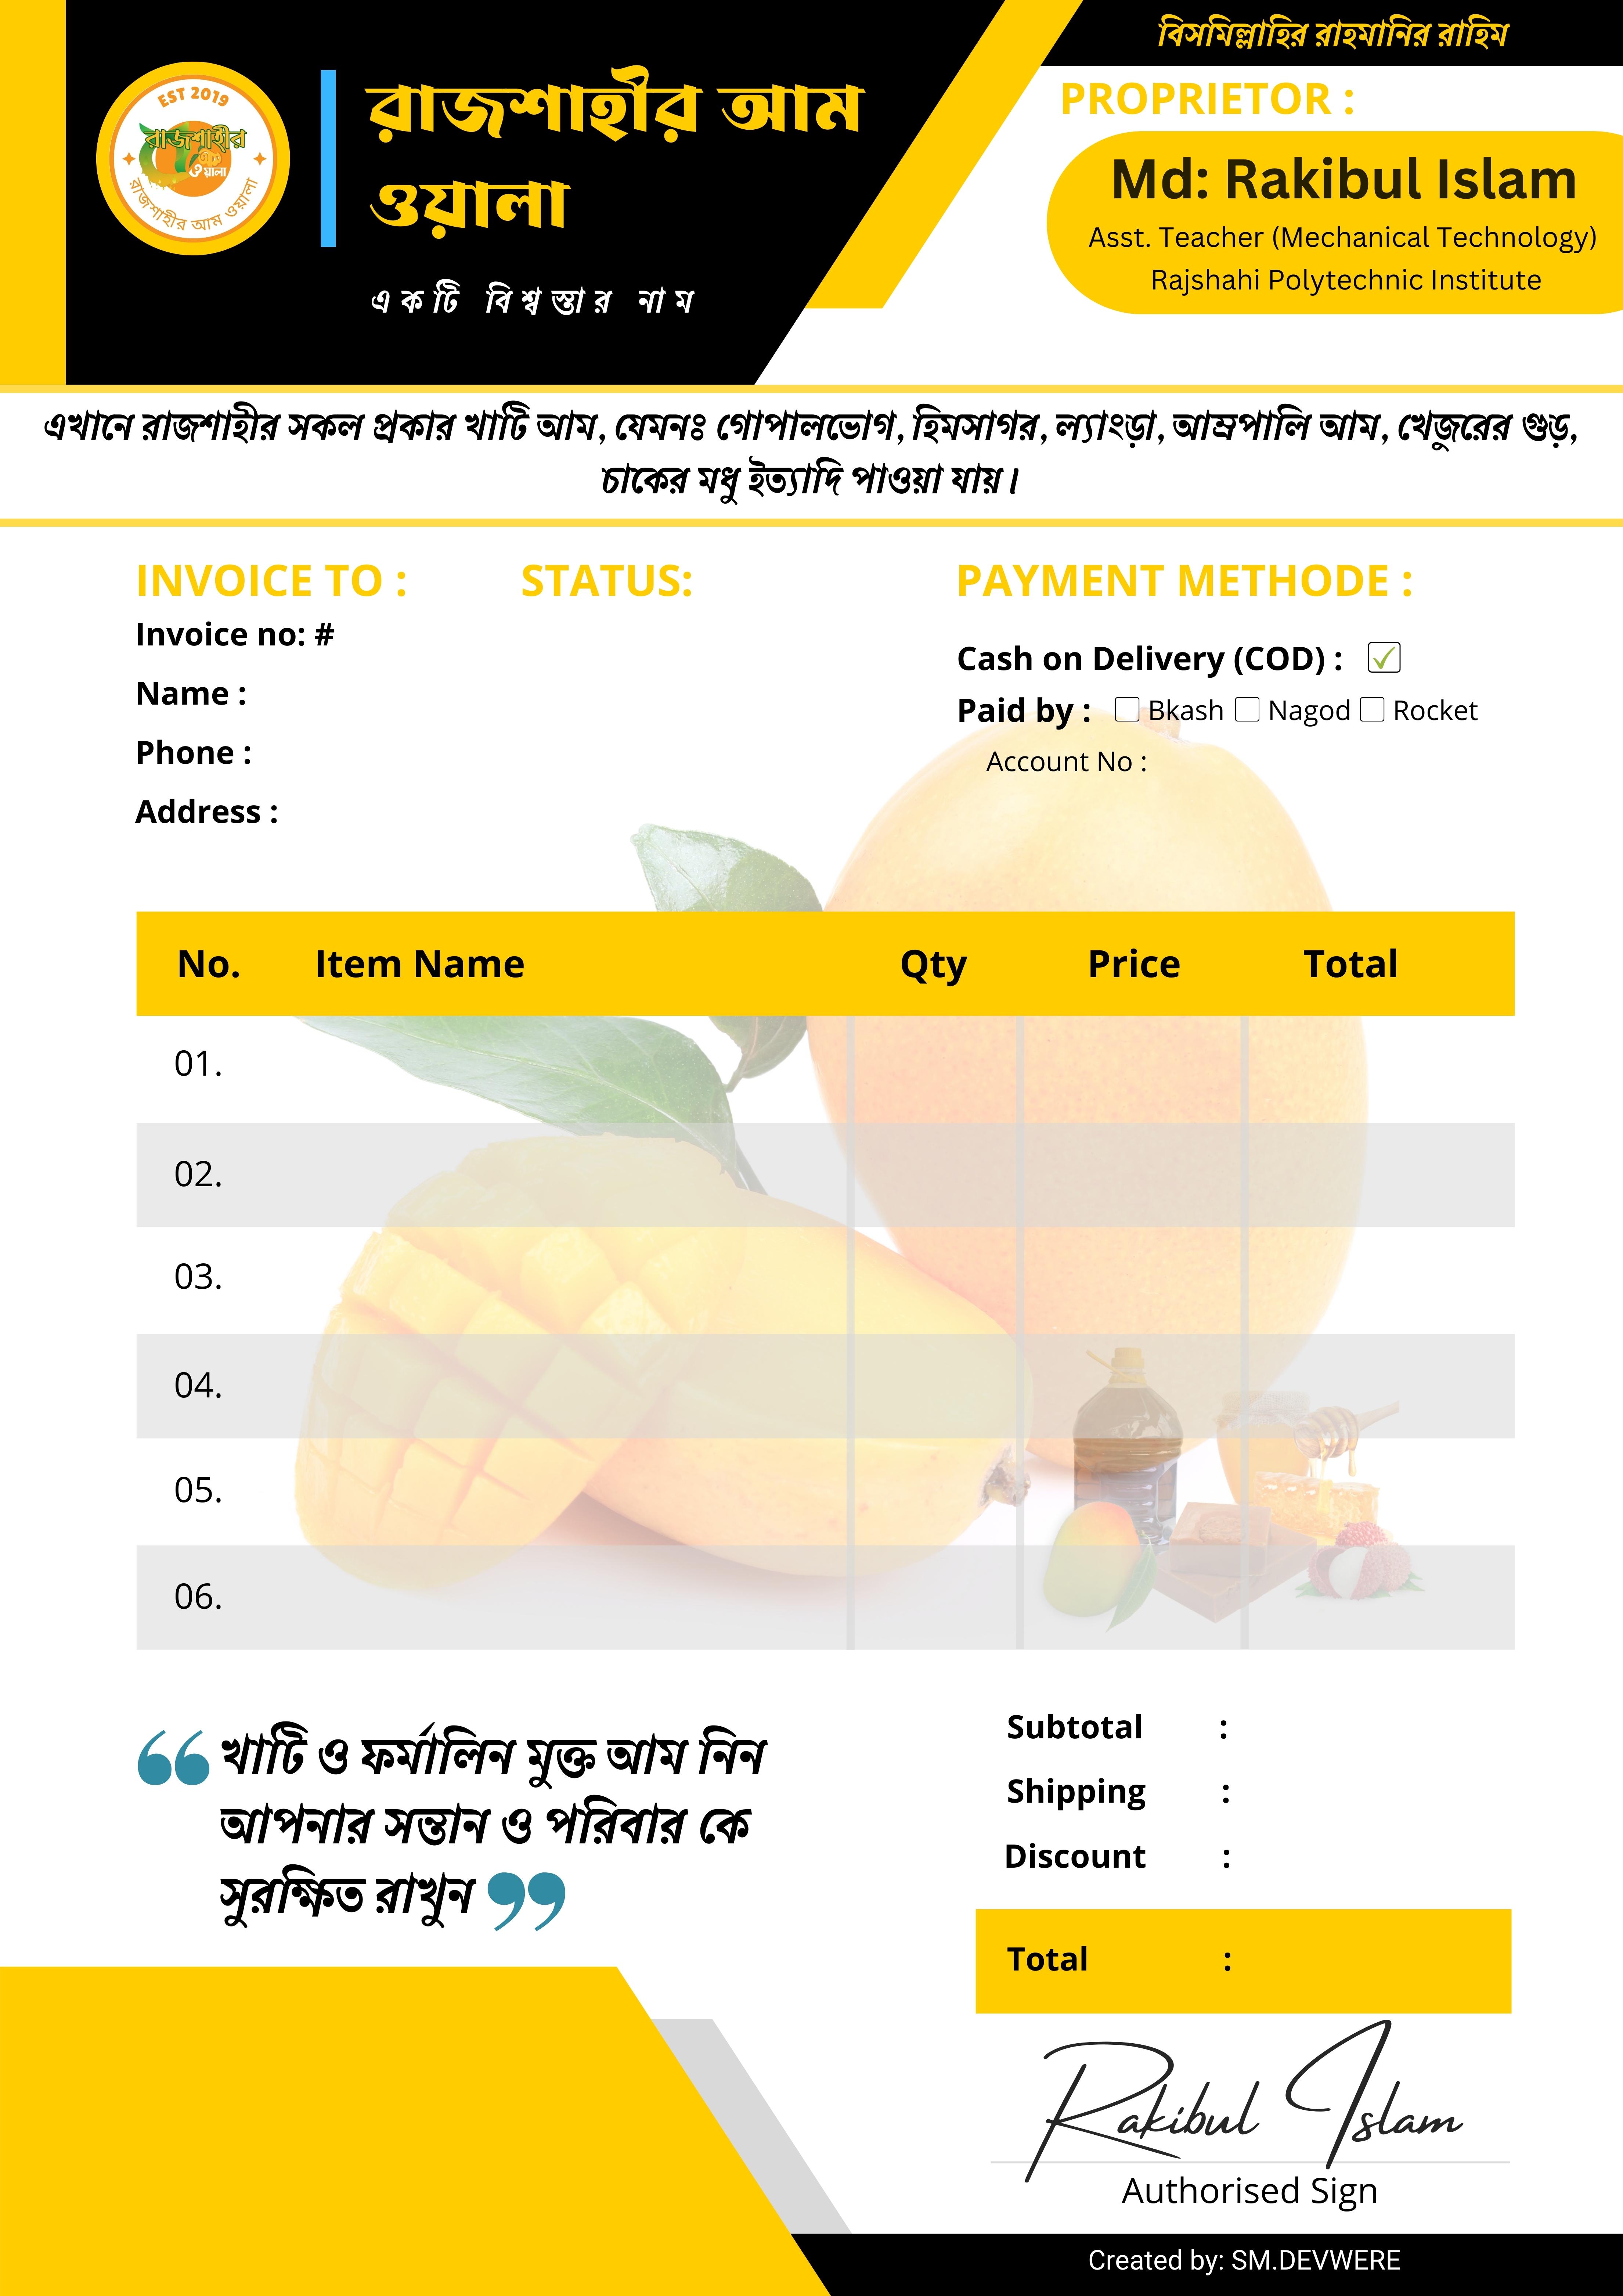 বিসমিল্লাহির রাহমানির রাহিম
EST 2019
রাজশাহীর
আম
ওয়ালা
রাজশাহীর আম ওয়ালা
রাজশাহীর আম
ওয়ালা
একটি বিশ্বস্তার নাম
PROPRIETOR :
Md: Rakibul Islam
Asst. Teacher (Mechanical Technology)
Rajshahi Polytechnic Institute
এখানে রাজশাহীর সকল প্রকার খাটি আম, যেমনঃ গোপালভোগ, হিমসাগর, ল্যাংড়া, আম্রপালি আম, খেজুরের গুড়,
চাকের মধু ইত্যাদি পাওয়া যায়।
INVOICE TO :
Invoice no: #
Name :
Phone :
Address :
STATUS:
PAYMENT METHODE :
Cash on Delivery (COD) : ✓
Paid by : Bkash Nagod Rocket
Account No :
No. Item Name Qty Price Total
01.
02.
03.
04.
05.
06.
❝ খাটি ও ফর্মালিন মুক্ত আম নিন
আপনার সন্তান ও পরিবার কে
সুরক্ষিত রাখুন ❞
Subtotal :
Shipping :
Discount :
Total :
Rakibul Islam
Authorised Sign
Created by: SM.DEVWERE